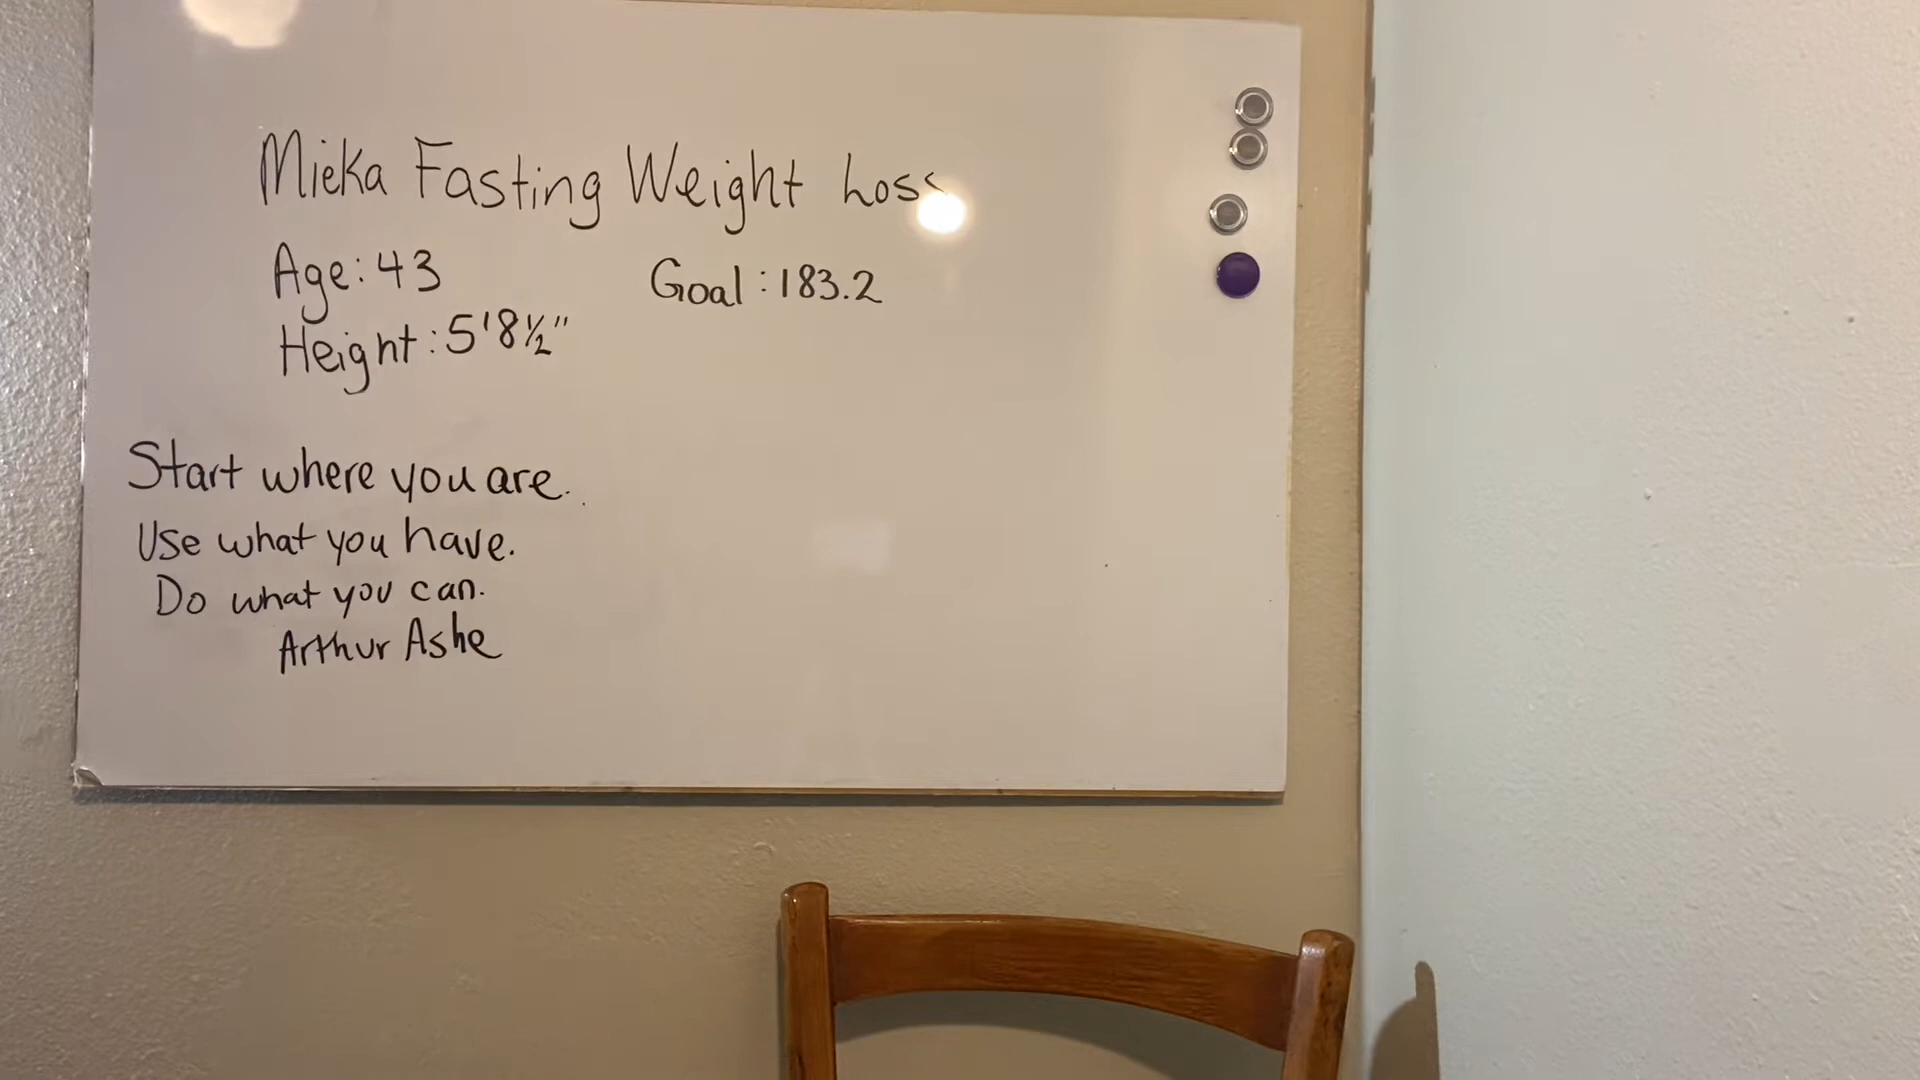 Mieka Fasting Weight Loss
Age: 43
Goal: 183.2
Height: 5'8½"
Start where you are.
Use what you have.
Do what you can.
Arthur Ashe